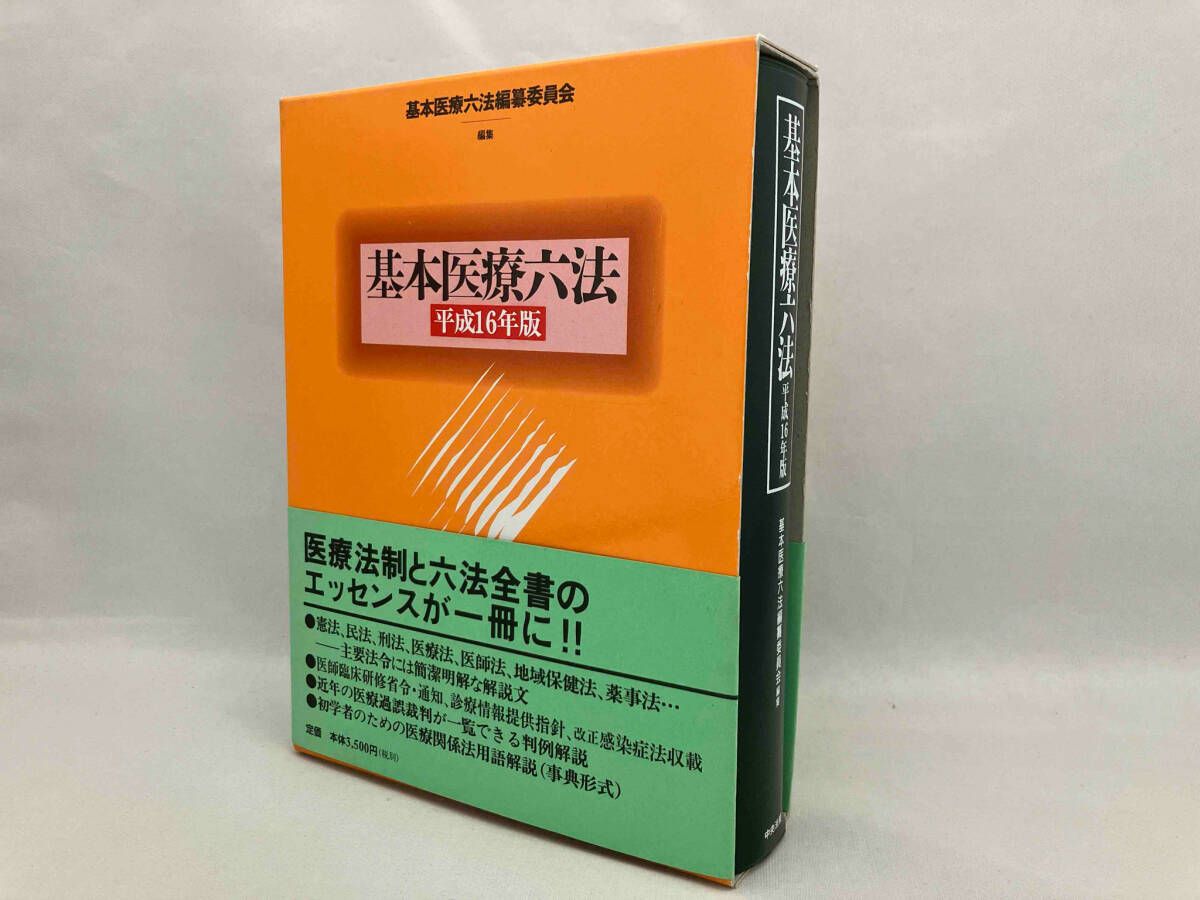 基本医療六法編纂委員会
編集
基本医療六法
平成16年版
医療法制と六法全書の
エッセンスが一冊に!!
●憲法、民法、刑法、医療法、医師法、地域保健法、薬事法…
――主要法令には簡潔明解な解説文
●医師臨床研修省令・通知、診療情報提供指針、改正感染症法収載
●近年の医療過誤裁判が一覧できる判例解説
●初学者のための医療関係法用語解説(事典形式)
定価 本体3,500円(税別)
基本医療六法 平成16年版
基本医療六法編纂委員会 編集
中央法規